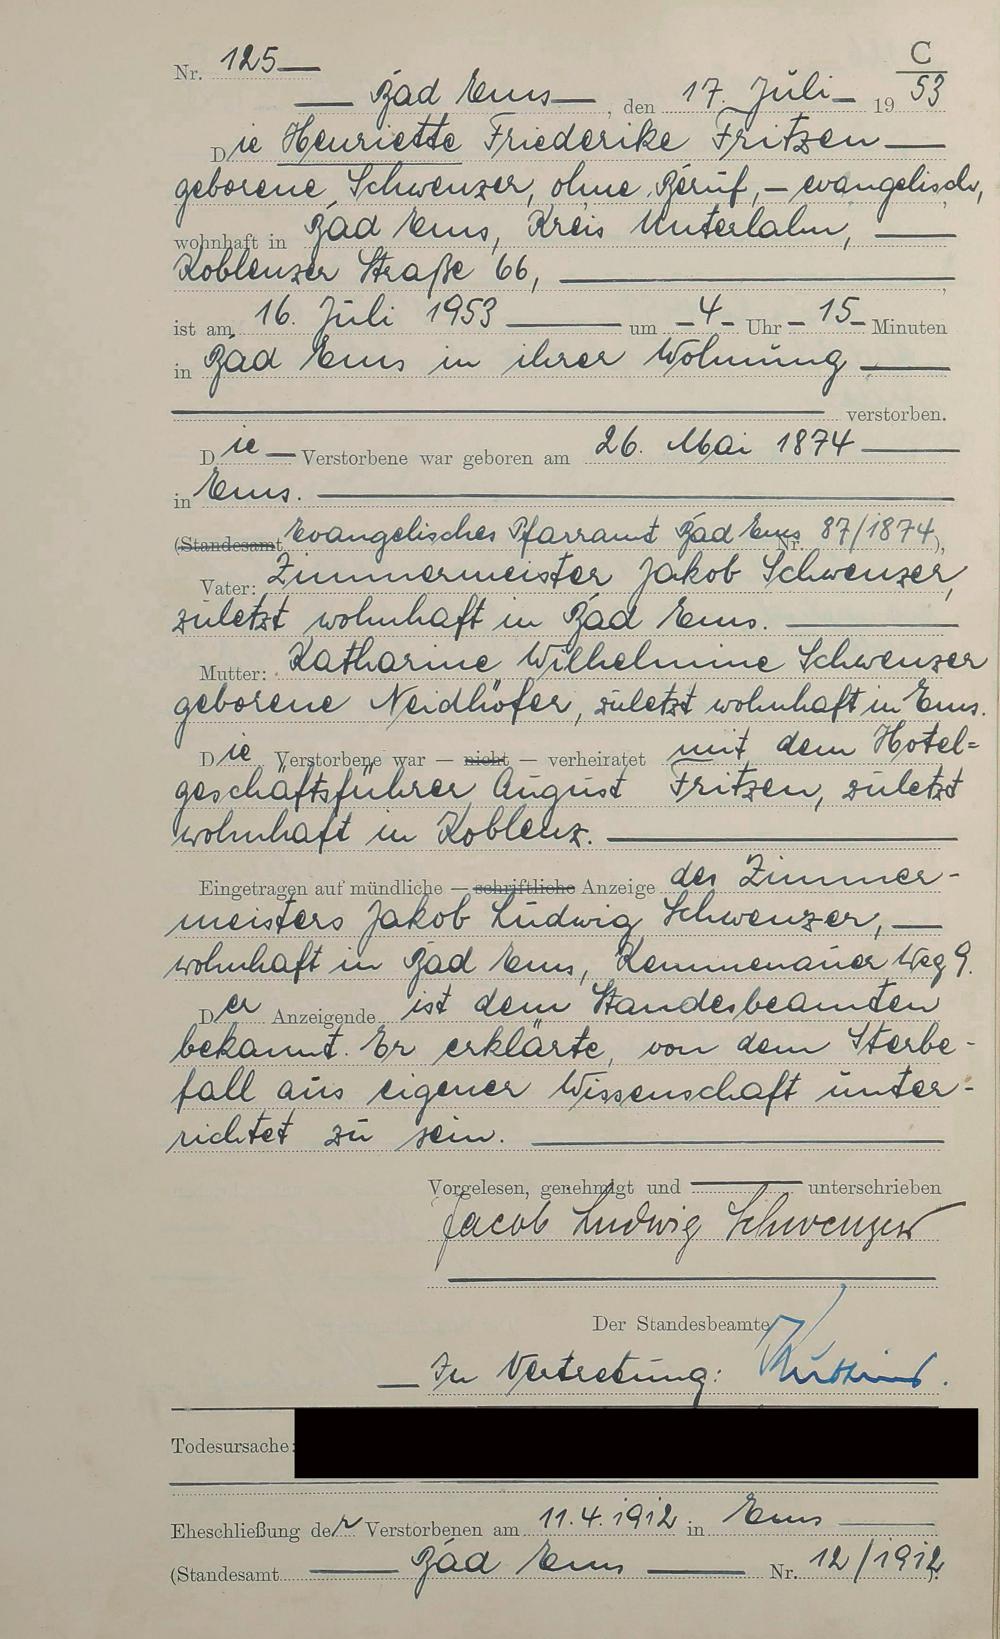 C
Nr. 125
Bad Ems, den 17. Juli 1953
Die Henriette Friederike Fritzen
geborene Schwenzer, ohne Beruf, – evangelisch,
wohnhaft in Bad Ems, Kreis Unterlahn,
Koblenzer Straße 66,
ist am 16. Juli 1953 um –4– Uhr –15– Minuten
in Bad Ems in ihrer Wohnung
verstorben.
Die Verstorbene war geboren am 26. Mai 1874
in Ems.
(Standesamt Evangelisches Pfarramt Bad Ems Nr. 87/1874),
Vater: Zimmermeister Jakob Schwenzer,
zuletzt wohnhaft in Bad Ems.
Mutter: Katharine Wilhelmine Schwenzer
geborene Neidhöfer, zuletzt wohnhaft in Ems.
Die Verstorbene war – nicht – verheiratet mit dem Hotel=
geschäftsführer August Fritzen, zuletzt
wohnhaft in Koblenz.
Eingetragen auf mündliche – schriftliche Anzeige des Zimmer-
meisters Jakob Ludwig Schwenzer,
wohnhaft in Bad Ems, Kemmenauer Weg 9.
Der Anzeigende ist dem Standesbeamten
bekannt. Er erklärte, von dem Sterbe-
fall aus eigener Wissenschaft unter-
richtet zu sein.
Vorgelesen, genehmigt und unterschrieben
Jacob Ludwig Schwenzer
Der Standesbeamte
In Vertretung:
Todesursache:
Eheschließung der Verstorbenen am 11.4.1912 in Ems
(Standesamt Bad Ems Nr. 12/1912).